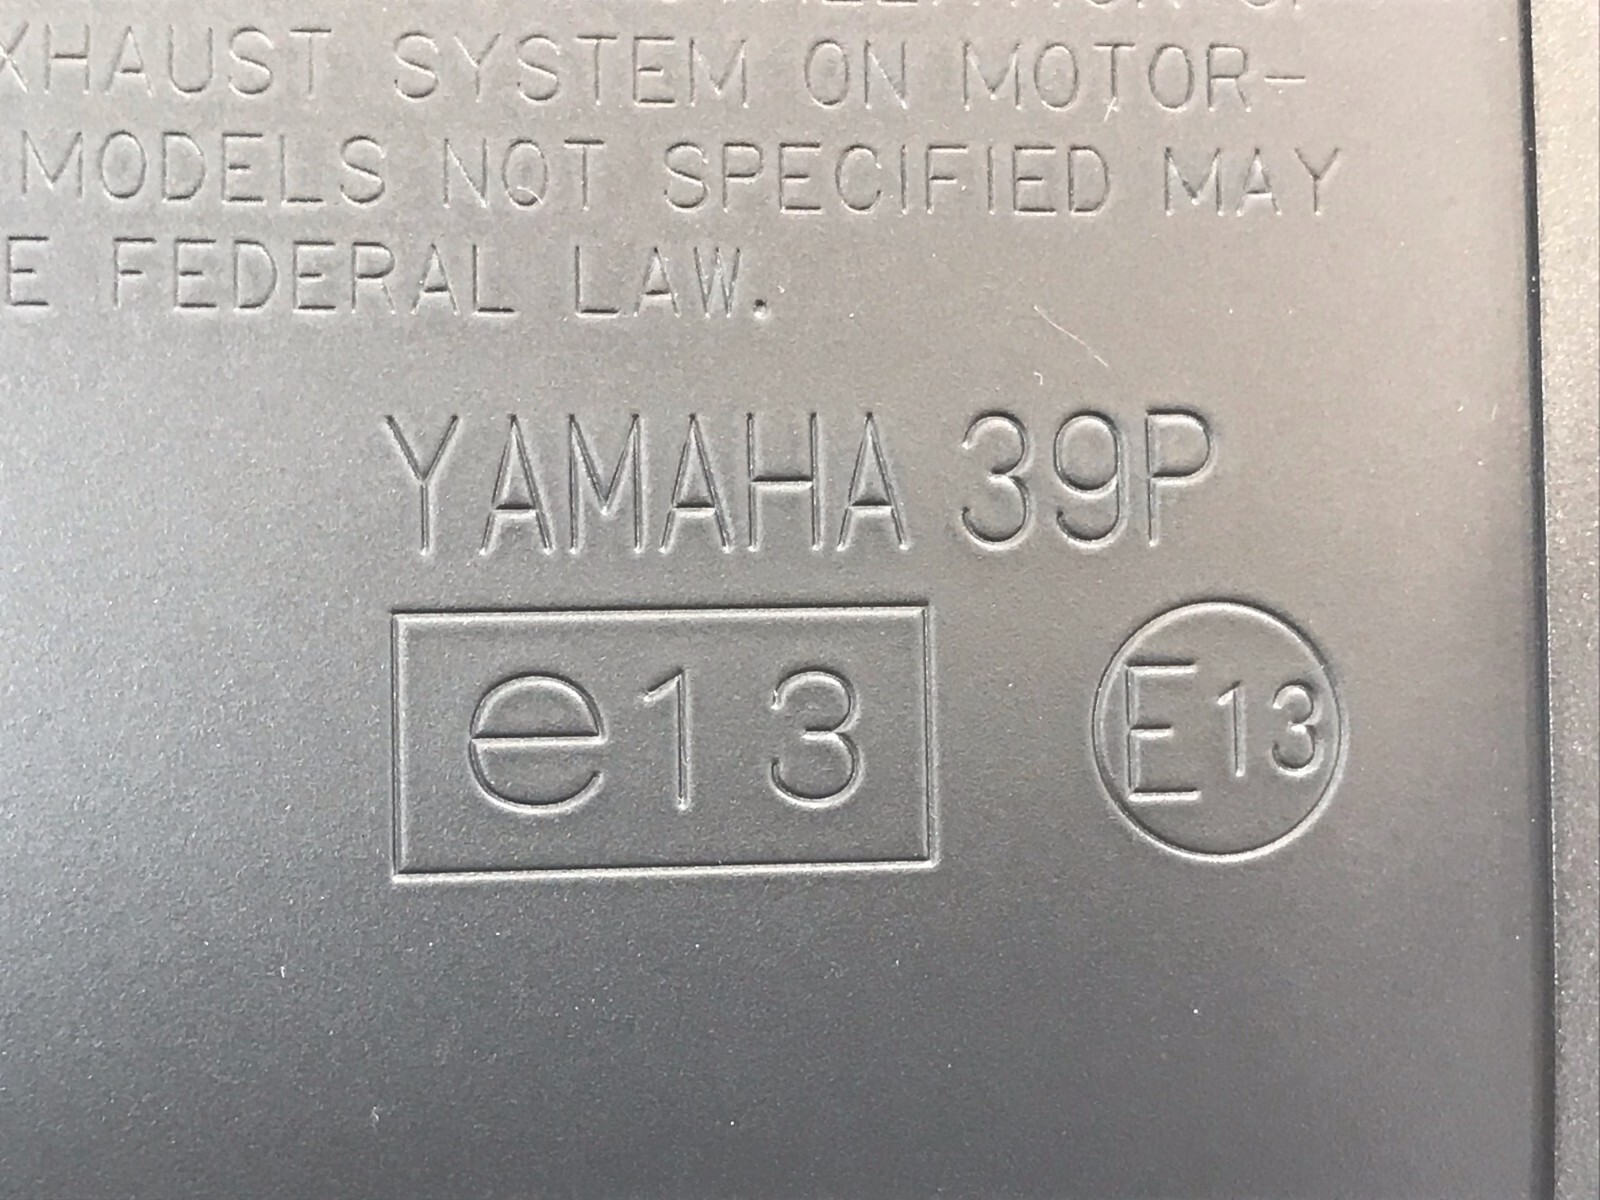 XHAUST SYSTEM ON MOTOR-
MODELS NOT SPECIFIED MAY
E FEDERAL LAW.
YAMAHA 39P
e13
E13